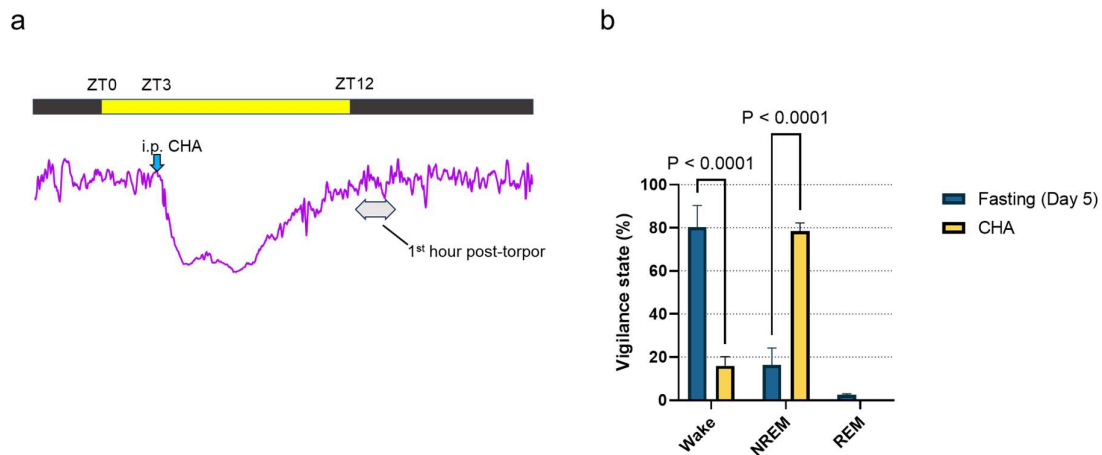 a
ZT0
ZT3
ZT12
i.p. CHA
1st hour post-torpor
b
P < 0.0001
P < 0.0001
Vigilance state (%)
100
80
60
40
20
0
Wake
NREM
REM
Fasting (Day 5)
CHA